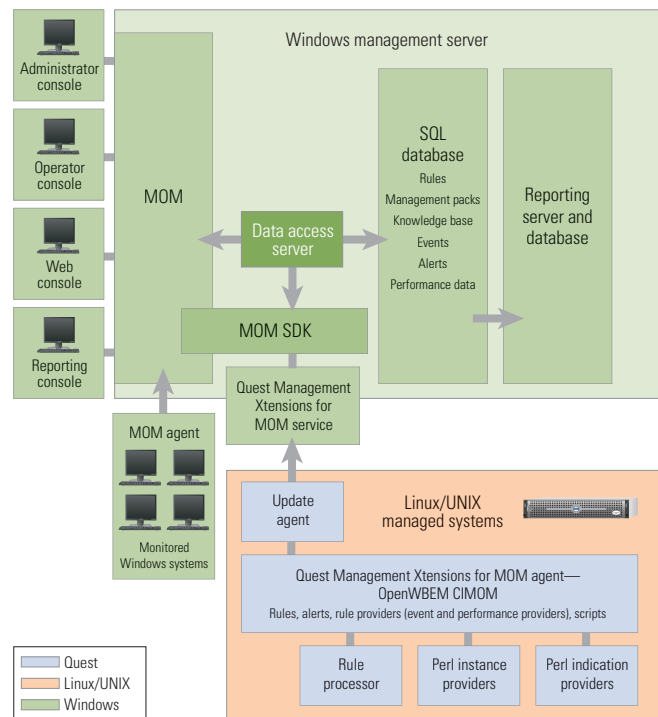 Windows management server
Administrator
console
Operator
console
Web
console
Reporting
console
MOM
Data access
server
MOM SDK
SQL
database
Rules
Management packs
Knowledge base
Events
Alerts
Performance data
Reporting
server and
database
Quest Management
Xtensions for
MOM service
MOM agent
Monitored
Windows systems
Update
agent
Linux/UNIX
managed systems
Quest Management Xtensions for MOM agent—
OpenWBEM CIMOM
Rules, alerts, rule providers (event and performance providers), scripts
Rule
processor
Perl instance
providers
Perl indication
providers
Quest
Linux/UNIX
Windows